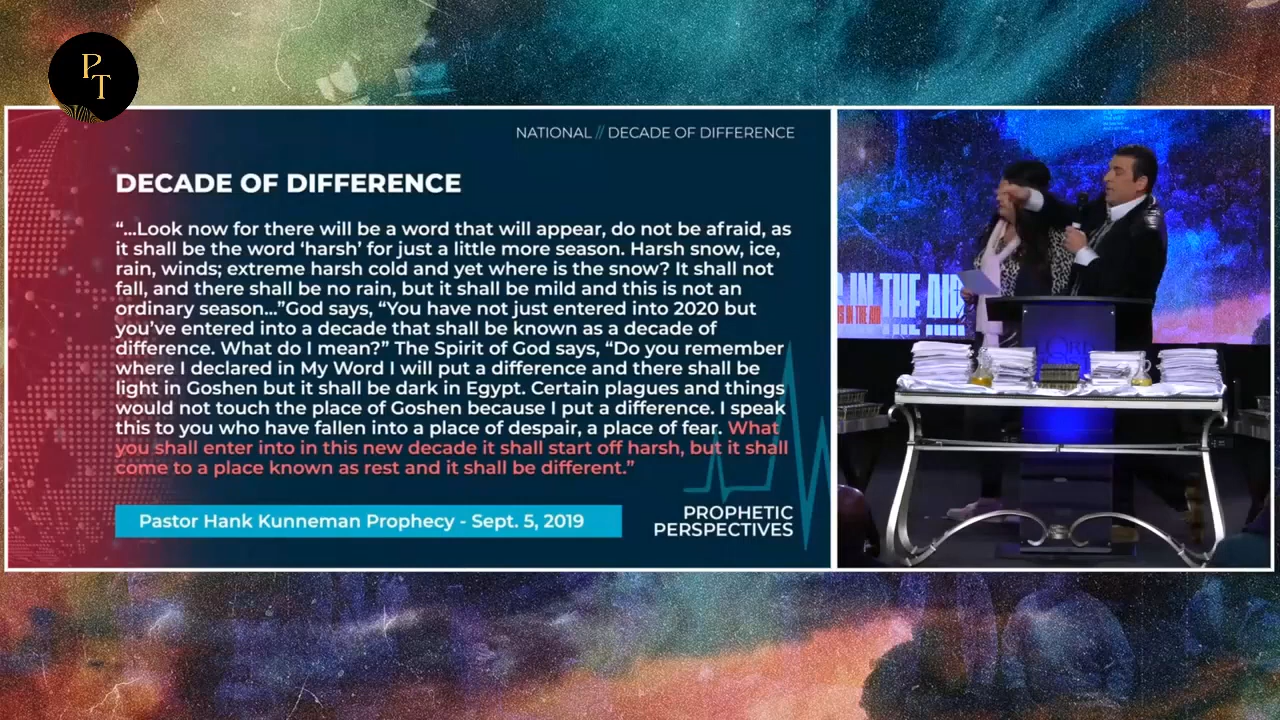 P
T
NATIONAL // DECADE OF DIFFERENCE
DECADE OF DIFFERENCE
“...Look now for there will be a word that will appear, do not be afraid, as
it shall be the word ‘harsh’ for just a little more season. Harsh snow, ice,
rain, winds; extreme harsh cold and yet where is the snow? It shall not
fall, and there shall be no rain, but it shall be mild and this is not an
ordinary season...”God says, “You have not just entered into 2020 but
you’ve entered into a decade that shall be known as a decade of
difference. What do I mean?” The Spirit of God says, “Do you remember
where I declared in My Word I will put a difference and there shall be
light in Goshen but it shall be dark in Egypt. Certain plagues and things
would not touch the place of Goshen because I put a difference. I speak
this to you who have fallen into a place of despair, a place of fear. What
you shall enter into in this new decade it shall start off harsh, but it shall
come to a place known as rest and it shall be different.”
Pastor Hank Kunneman Prophecy - Sept. 5, 2019
PROPHETIC
PERSPECTIVES
IN THE AIR
IS IN THE AIR
LORD